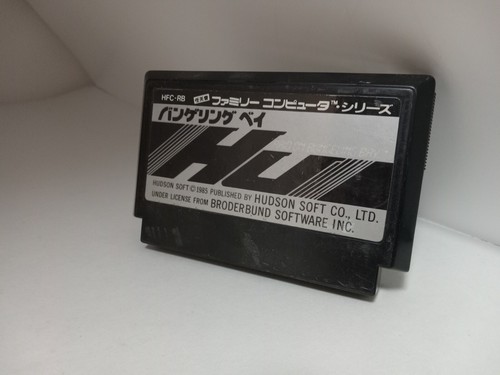 HFC-RB ファミリー コンピュータ™シリーズ
バンゲリング ベイ
HU
HUDSON SOFT © 1985 PUBLISHED BY HUDSON SOFT CO., LTD.
UNDER LICENSE FROM BRODERBUND SOFTWARE INC.